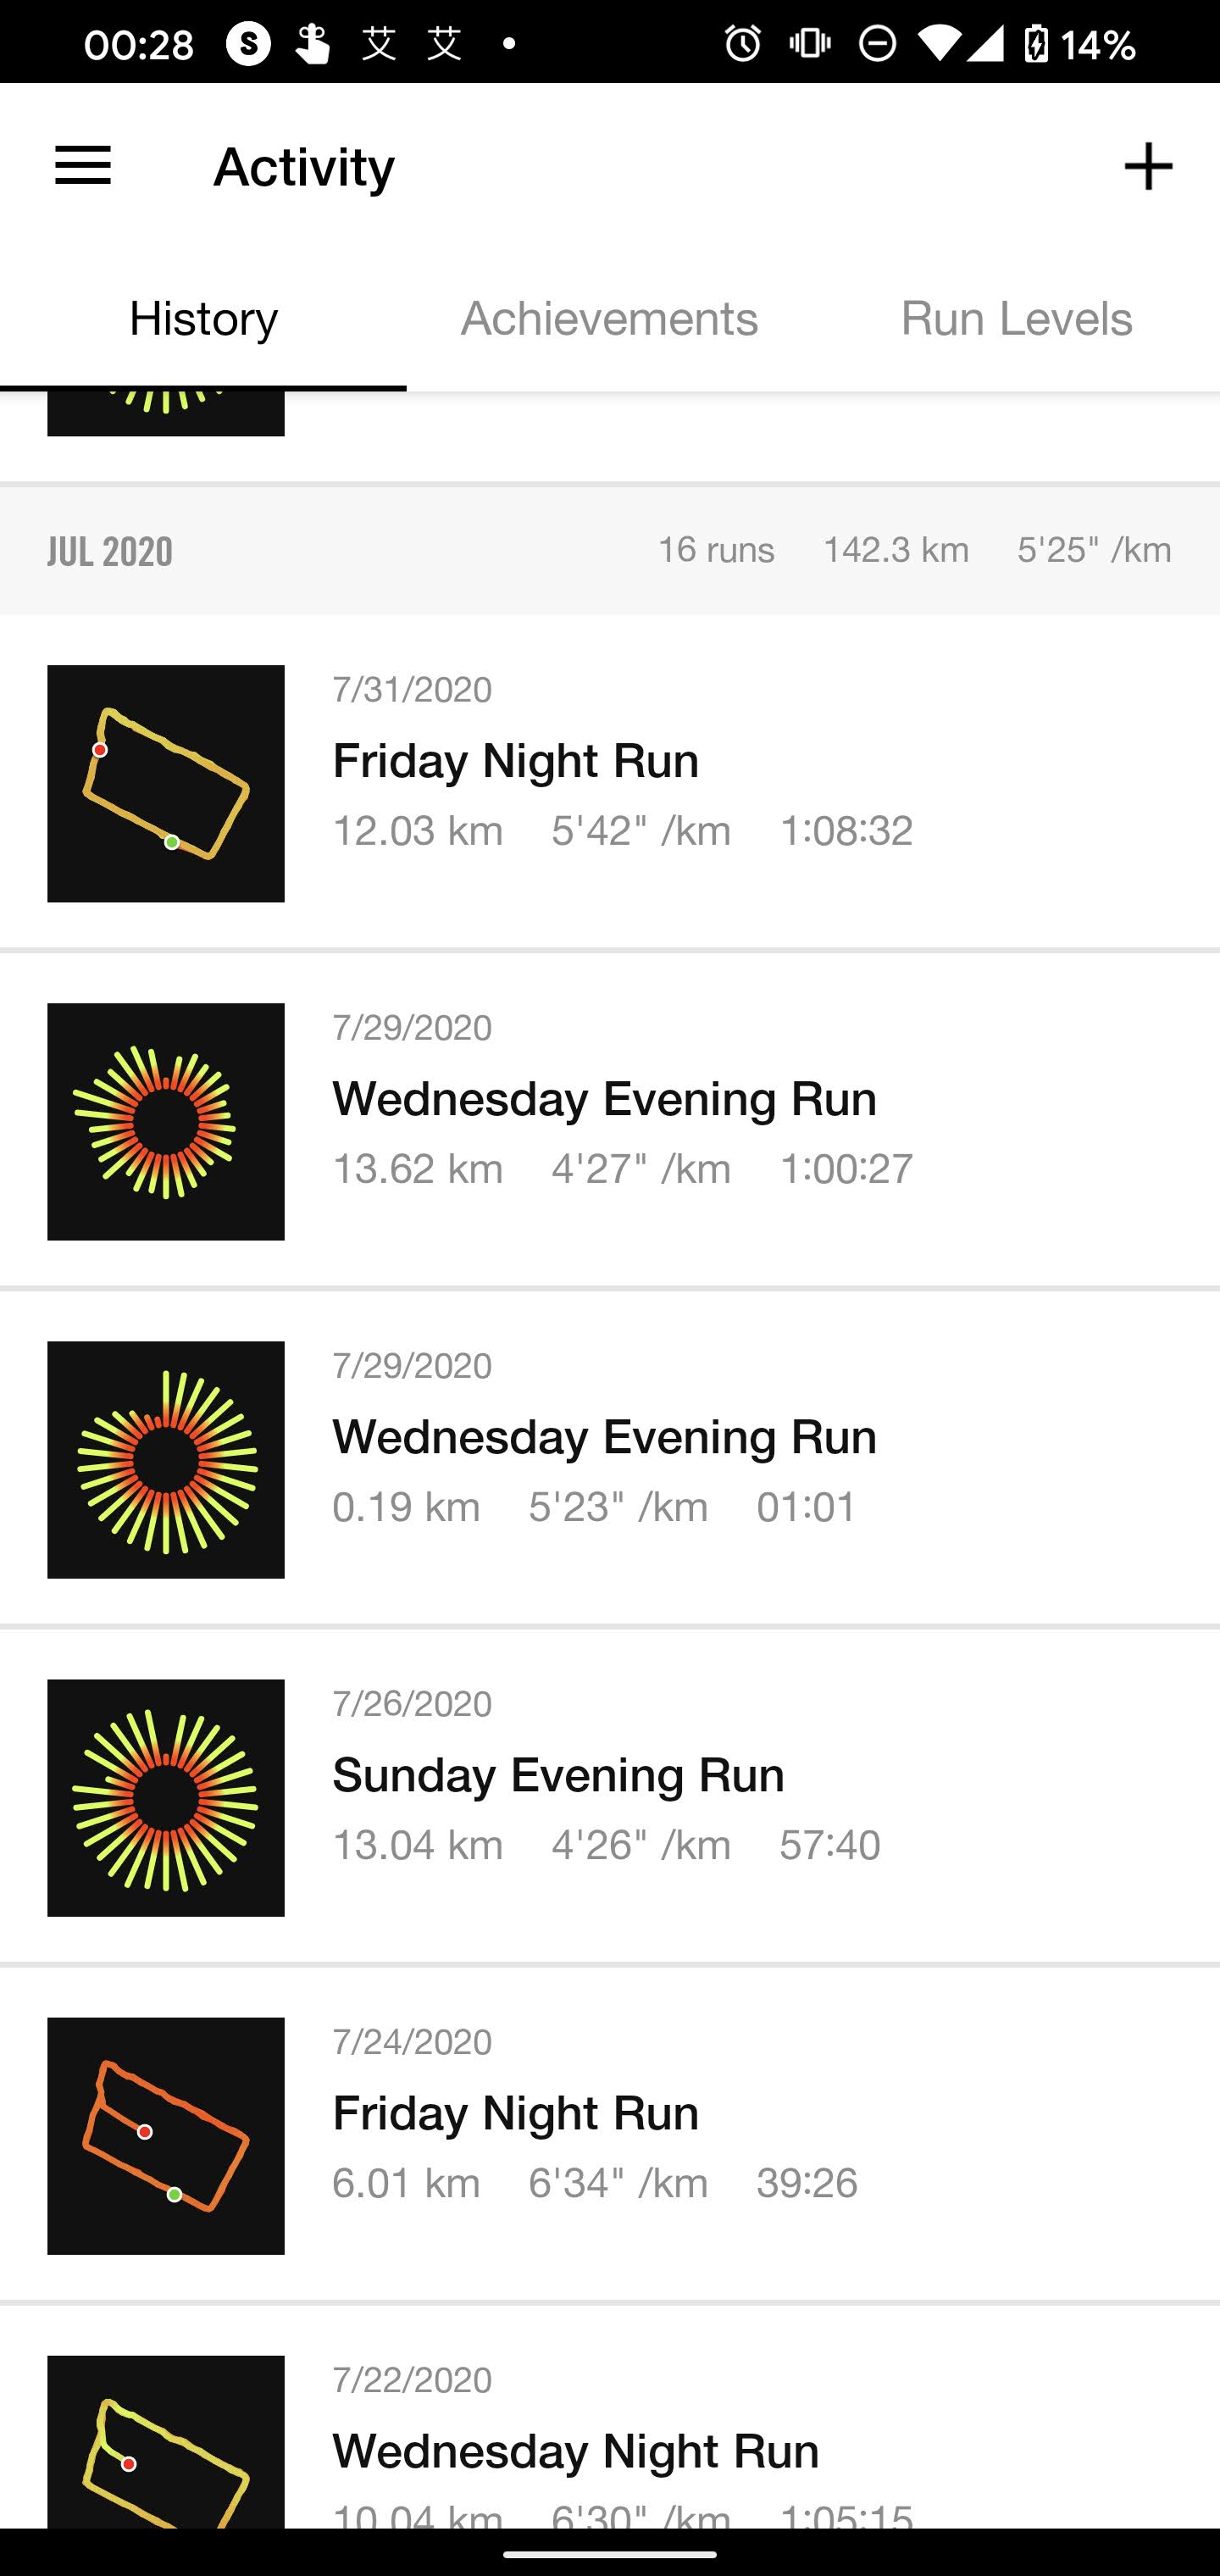 00:28 S 艾 艾 14%
Activity
History Achievements Run Levels
JUL 2020 16 runs 142.3 km 5'25" /km
7/31/2020
Friday Night Run
12.03 km 5'42" /km 1:08:32
7/29/2020
Wednesday Evening Run
13.62 km 4'27" /km 1:00:27
7/29/2020
Wednesday Evening Run
0.19 km 5'23" /km 01:01
7/26/2020
Sunday Evening Run
13.04 km 4'26" /km 57:40
7/24/2020
Friday Night Run
6.01 km 6'34" /km 39:26
7/22/2020
Wednesday Night Run
10.04 km 6'30" /km 1:05:15